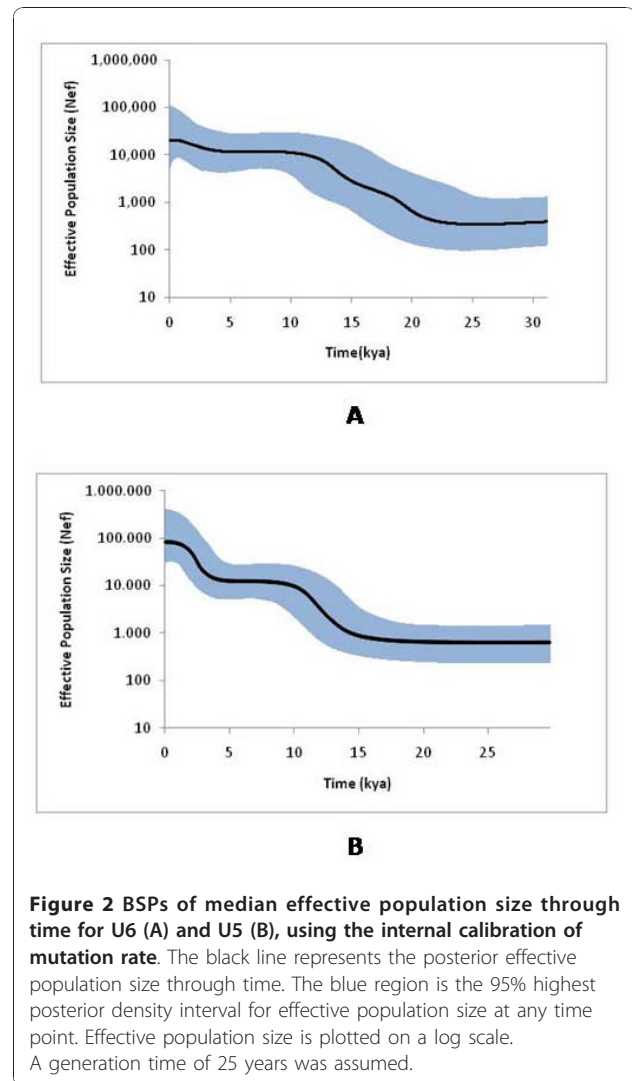 1,000,000
100,000
10,000
1,000
100
10
Effective Population Size (Nef)
0 5 10 15 20 25 30
Time(kya)
A
1.000.000
100.000
10.000
1.000
100
10
Effective Population Size (Nef)
0 5 10 15 20 25
Time (kya)
B
Figure 2 BSPs of median effective population size through
time for U6 (A) and U5 (B), using the internal calibration of
mutation rate. The black line represents the posterior effective
population size through time. The blue region is the 95% highest
posterior density interval for effective population size at any time
point. Effective population size is plotted on a log scale.
A generation time of 25 years was assumed.